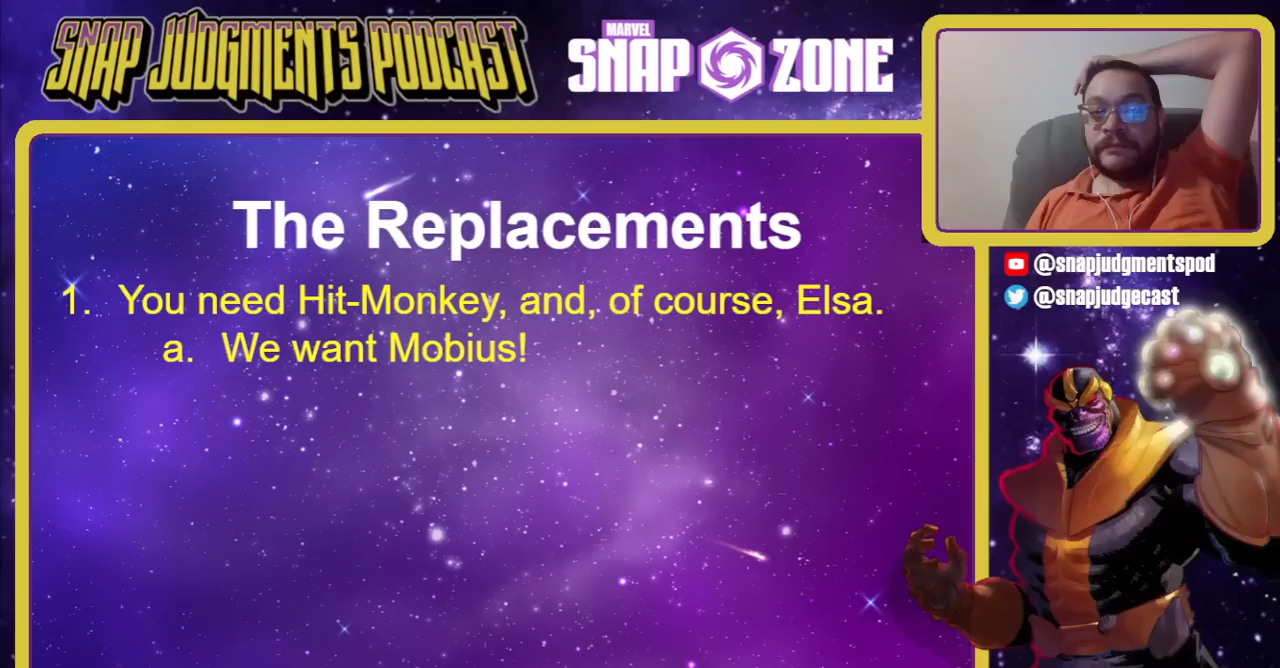 SNAP JUDGMENTS PODCAST
MARVEL
SNAP ZONE
The Replacements
1. You need Hit-Monkey, and, of course, Elsa.
a. We want Mobius!
@snapjudgmentspod
@snapjudgecast